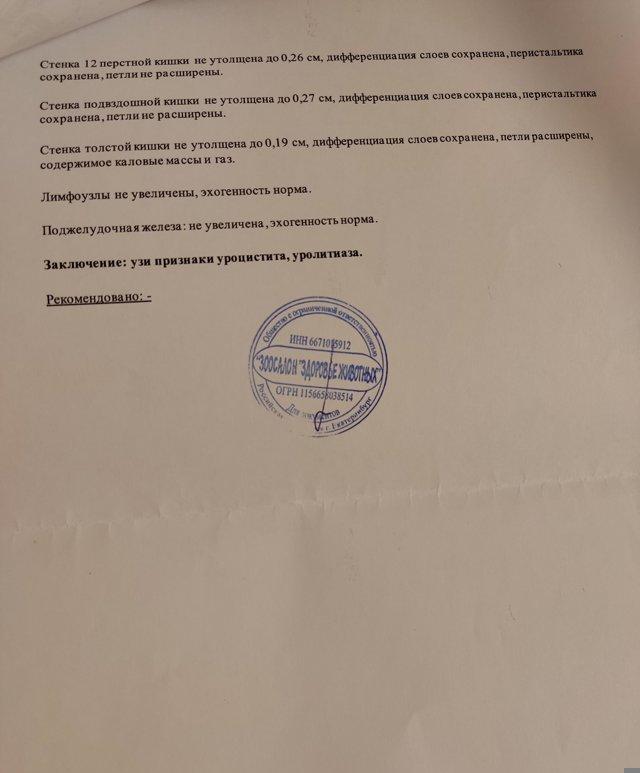 Стенка 12 перстной кишки не утолщена до 0,26 см, дифференциация слоев сохранена, перистальтика
сохранена, петли не расширены.
Стенка подвздошной кишки не утолщена до 0,27 см, дифференциация слоев сохранена, перистальтика
сохранена, петли не расширены.
Стенка толстой кишки не утолщена до 0,19 см, дифференциация слоев сохранена, петли расширены,
содержимое каловые массы и газ.
Лимфоузлы не увеличены, эхогенность норма.
Поджелудочная железа: не увеличена, эхогенность норма.
Заключение: узи признаки уроцистита, уролитиаза.
Рекомендовано: -
Общество с ограниченной ответственностью
ИНН 6671015912
"ЗООСАЛОН "ЗДОРОВЬЕ ЖИВОТНЫХ"
ОГРН 1156658038514
Для документов
Российская
г. Екатеринбург